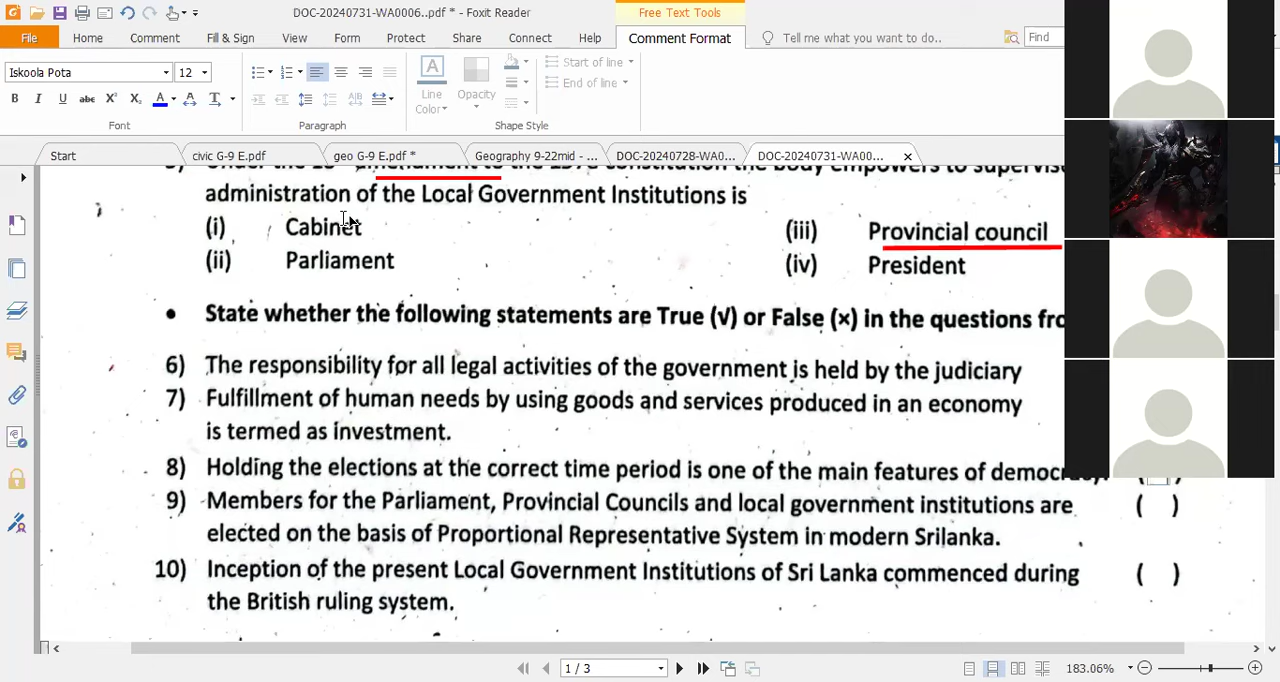 DOC-20240731-WA0006..pdf * - Foxit Reader
Free Text Tools
File Home Comment Fill & Sign View Form Protect Share Connect Help Comment Format Tell me what you want to do.. Find
Iskoola Pota 12
Start of line
End of line
Line Color
Opacity
Font Paragraph Shape Style
Start civic G-9 E.pdf geo G-9 E.pdf * Geography 9-22mid - ... DOC-20240728-WA0... DOC-20240731-WA00...
the constitution the body empowers to supervis
administration of the Local Government Institutions is
(i) Cabinet (iii) Provincial council
(ii) Parliament (iv) President
• State whether the following statements are True (√) or False (×) in the questions fro
6) The responsibility for all legal activities of the government is held by the judiciary
7) Fulfillment of human needs by using goods and services produced in an economy
is termed as investment.
8) Holding the elections at the correct time period is one of the main features of democ
9) Members for the Parliament, Provincial Councils and local government institutions are ( )
elected on the basis of Proportional Representative System in modern Srilanka.
10) Inception of the present Local Government Institutions of Sri Lanka commenced during ( )
the British ruling system.
1 / 3 183.06%